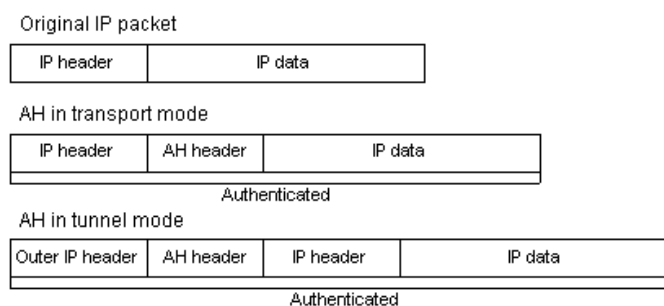 Original IP packet
IP header IP data
AH in transport mode
IP header AH header IP data
Authenticated
AH in tunnel mode
Outer IP header AH header IP header IP data
Authenticated